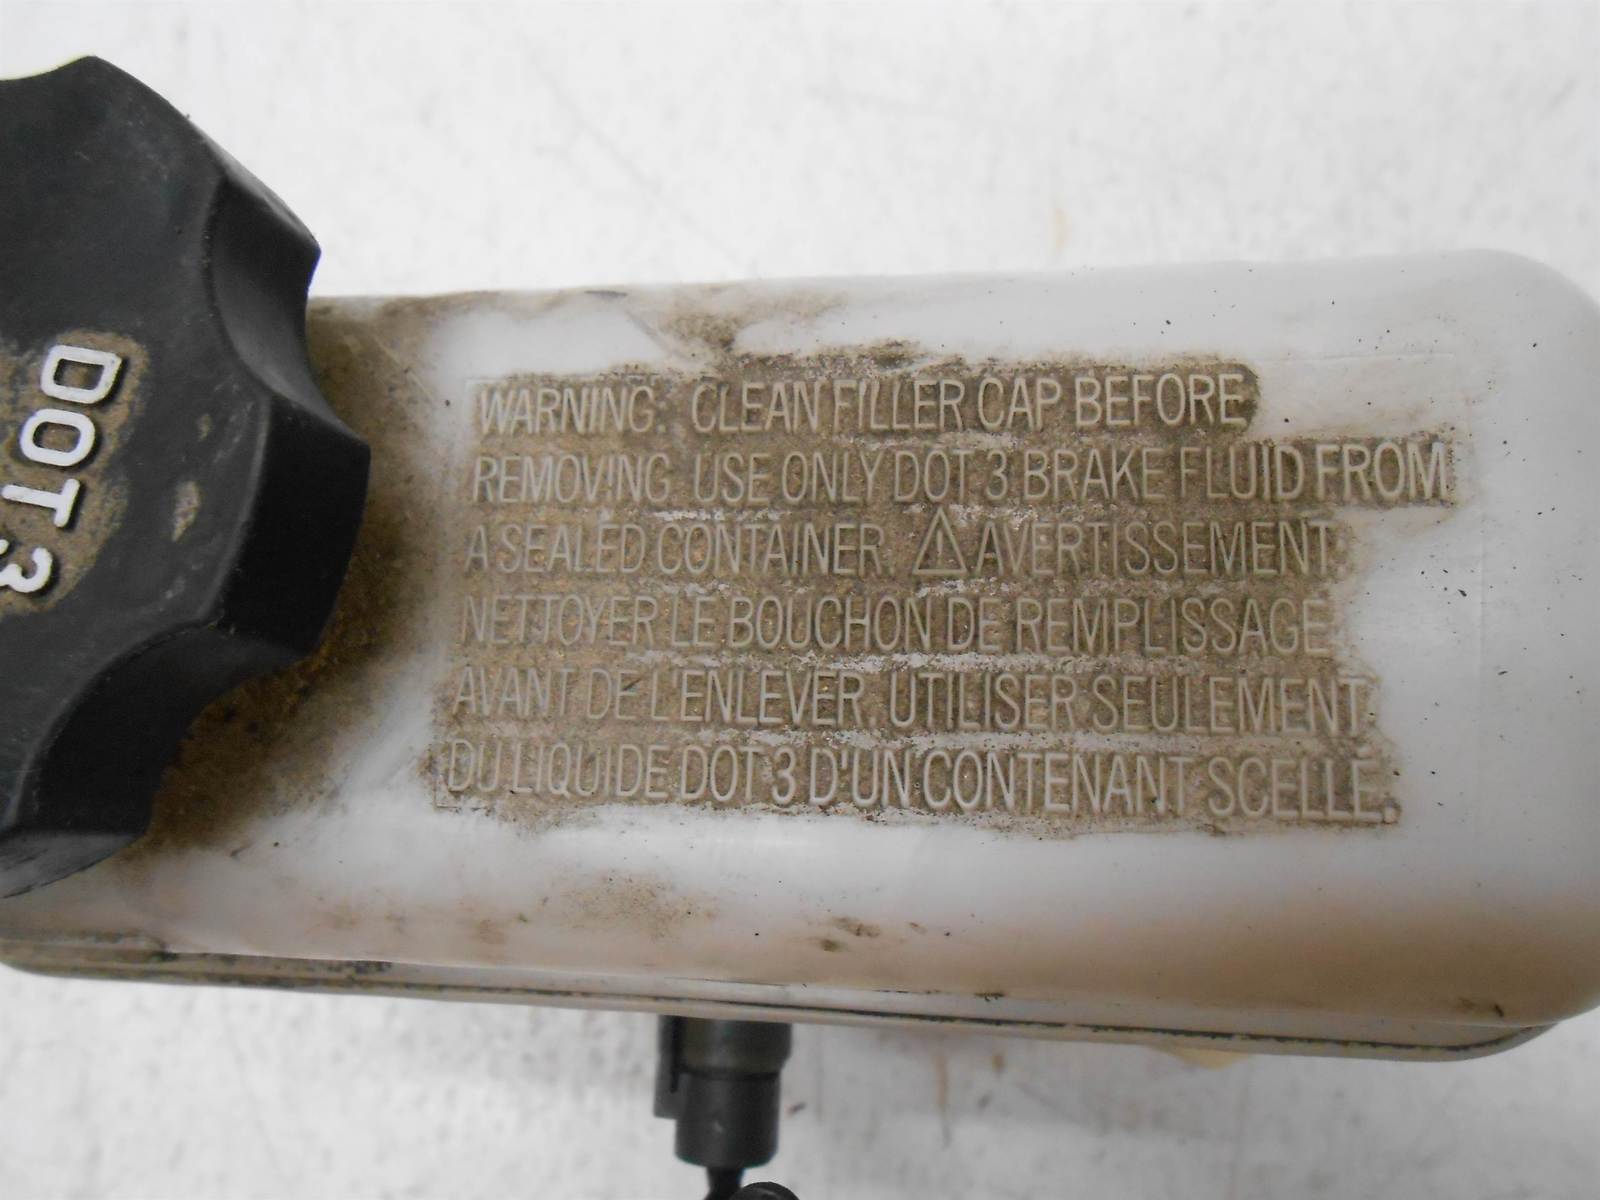 DOT 3
WARNING: CLEAN FILLER CAP BEFORE
REMOVING. USE ONLY DOT 3 BRAKE FLUID FROM
A SEALED CONTAINER. ⚠ AVERTISSEMENT:
NETTOYER LE BOUCHON DE REMPLISSAGE
AVANT DE L'ENLEVER. UTILISER SEULEMENT
DU LIQUIDE DOT 3 D'UN CONTENANT SCELLÉ.